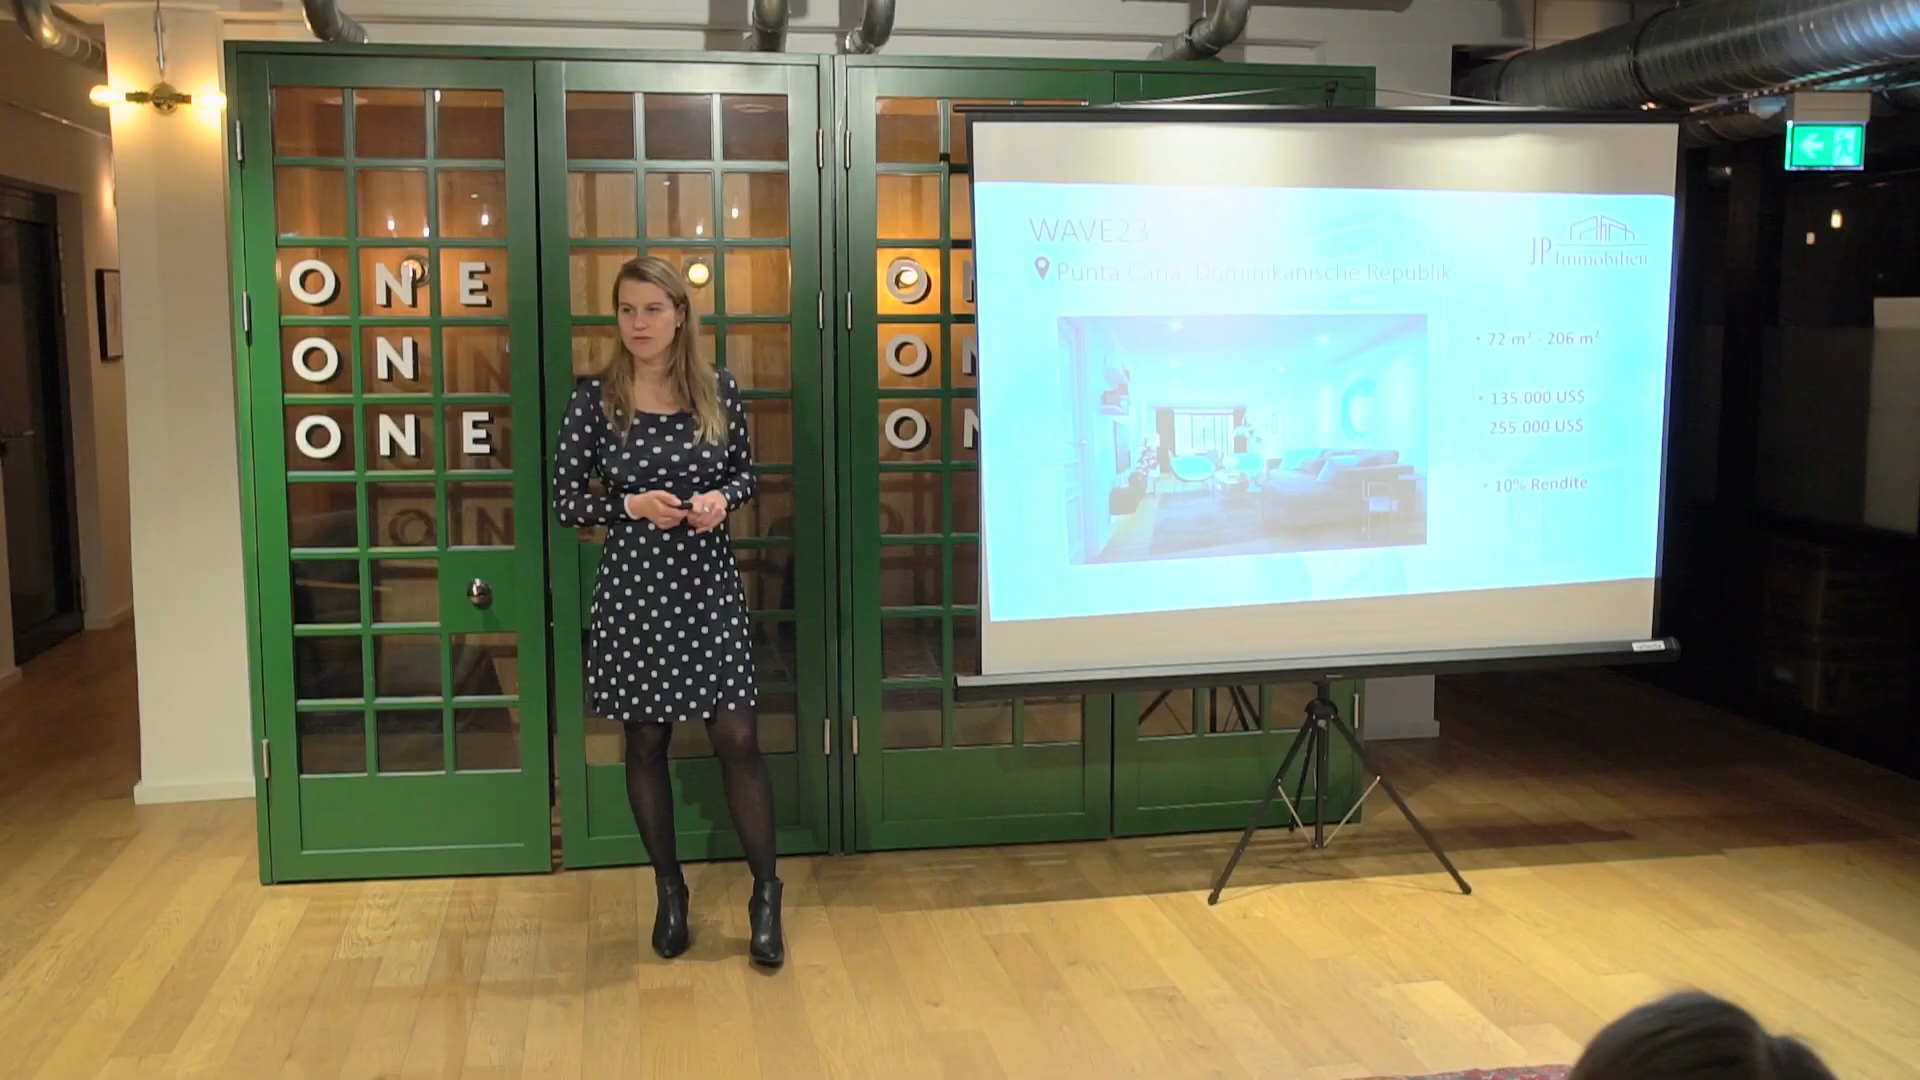 ONE
ON
ONE
O
O
O
WAVE23
Punta Cana, Dominikanische Republik
JP Immobilien
• 72 m² - 206 m²
• 135.000 US$ -
255.000 US$
• 10% Rendite